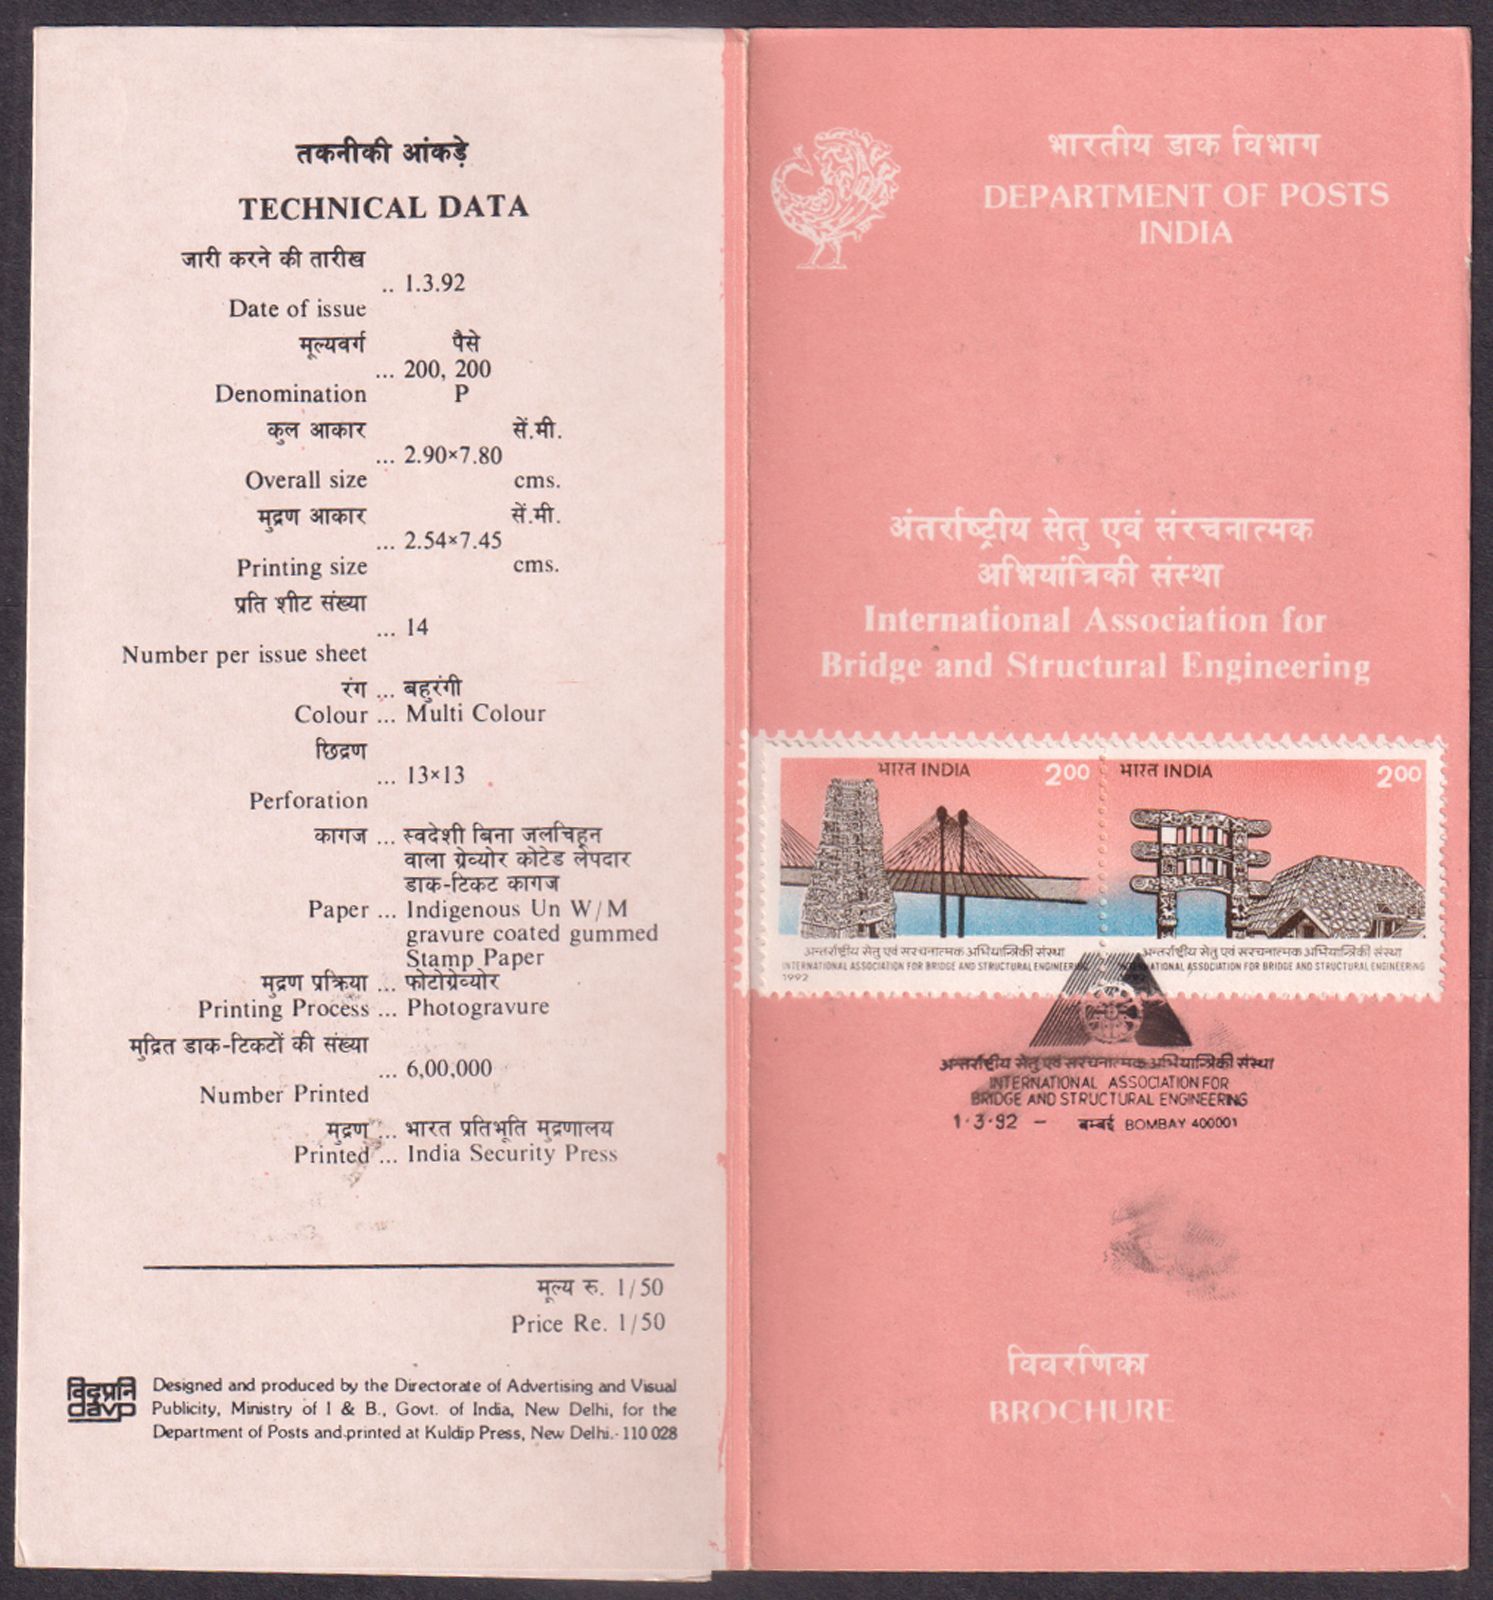 तकनीकी आंकड़े
TECHNICAL DATA
जारी करने की तारीख
.. 1.3.92
Date of issue
मूल्यवर्ग पैसे
... 200, 200
Denomination P
कुल आकार सें.मी.
... 2.90×7.80
Overall size cms.
मुद्रण आकार सें.मी.
... 2.54×7.45
Printing size cms.
प्रति शीट संख्या
... 14
Number per issue sheet
रंग ... बहुरंगी
Colour ... Multi Colour
छिद्रण
... 13×13
Perforation
कागज ... स्वदेशी बिना जलचिह्न
वाला ग्रेव्योर कोटेड लेपदार
डाक-टिकट कागज
Paper ... Indigenous Un W/M
gravure coated gummed
Stamp Paper
मुद्रण प्रक्रिया ... फोटोग्रेव्योर
Printing Process ... Photogravure
मुद्रित डाक-टिकटों की संख्या
... 6,00,000
Number Printed
मुद्रण ... भारत प्रतिभूति मुद्रणालय
Printed ... India Security Press
मूल्य रु. 1/50
Price Re. 1/50
विदृप्रनि
davp
Designed and produced by the Directorate of Advertising and Visual
Publicity, Ministry of I & B., Govt. of India, New Delhi, for the
Department of Posts and printed at Kuldip Press, New Delhi.-110 028
भारतीय डाक विभाग
DEPARTMENT OF POSTS
INDIA
अंतर्राष्ट्रीय सेतु एवं संरचनात्मक
अभियांत्रिकी संस्था
International Association for
Bridge and Structural Engineering
भारत INDIA 200
अन्तर्राष्ट्रीय सेतु एवं सरचनात्मक अभियान्त्रिकी संस्था
INTERNATIONAL ASSOCIATION FOR BRIDGE AND STRUCTURAL ENGINEERING
1992
भारत INDIA 200
अन्तर्राष्ट्रीय सेतु एवं सरचनात्मक अभियान्त्रिकी संस्था
INTERNATIONAL ASSOCIATION FOR BRIDGE AND STRUCTURAL ENGINEERING
अन्तर्राष्ट्रीय सेतु एवं सरचनात्मक अभियान्त्रिकी संस्था
INTERNATIONAL ASSOCIATION FOR
BRIDGE AND STRUCTURAL ENGINEERING
1·3·92 – बम्बई BOMBAY 400001
विवरणिका
BROCHURE